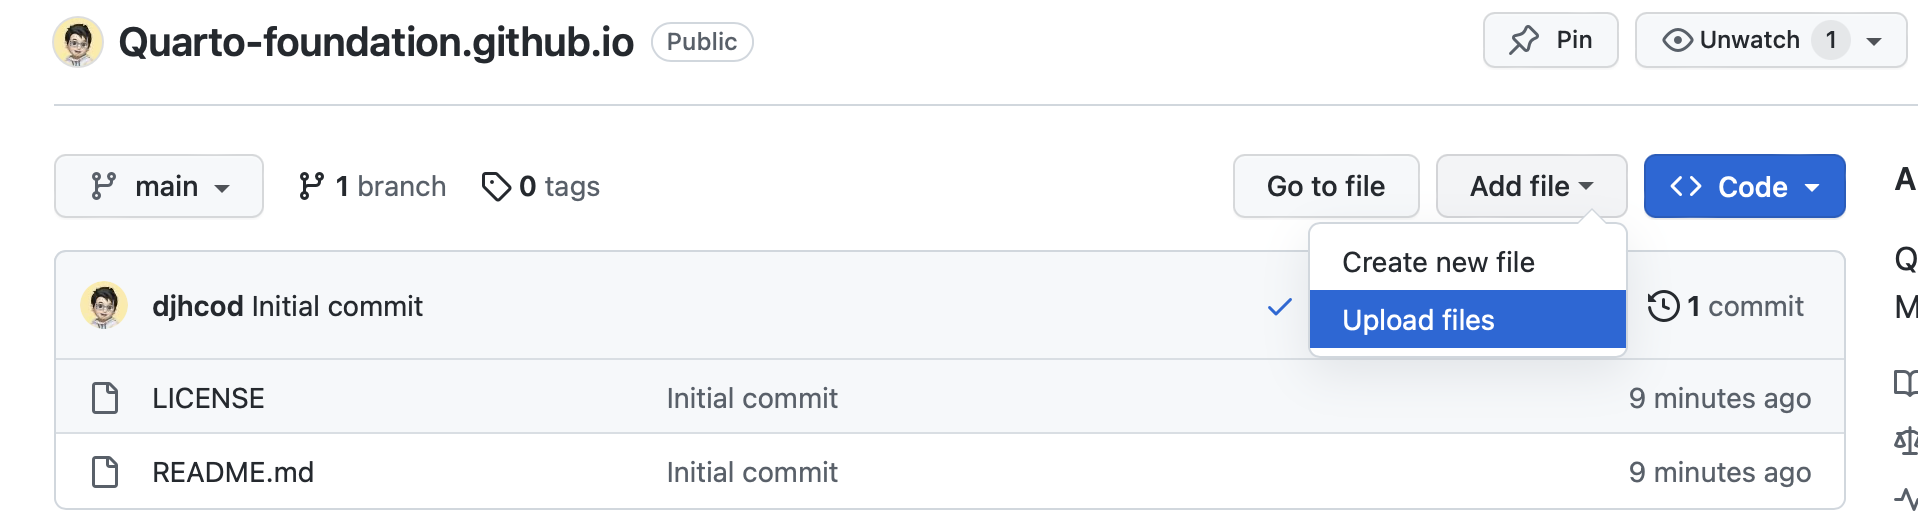 Quarto-foundation.github.io Public Pin Unwatch 1
main 1 branch 0 tags Go to file Add file Code A
Create new file
Upload files
djhcod Initial commit 1 commit
LICENSE Initial commit 9 minutes ago
README.md Initial commit 9 minutes ago
Q
M